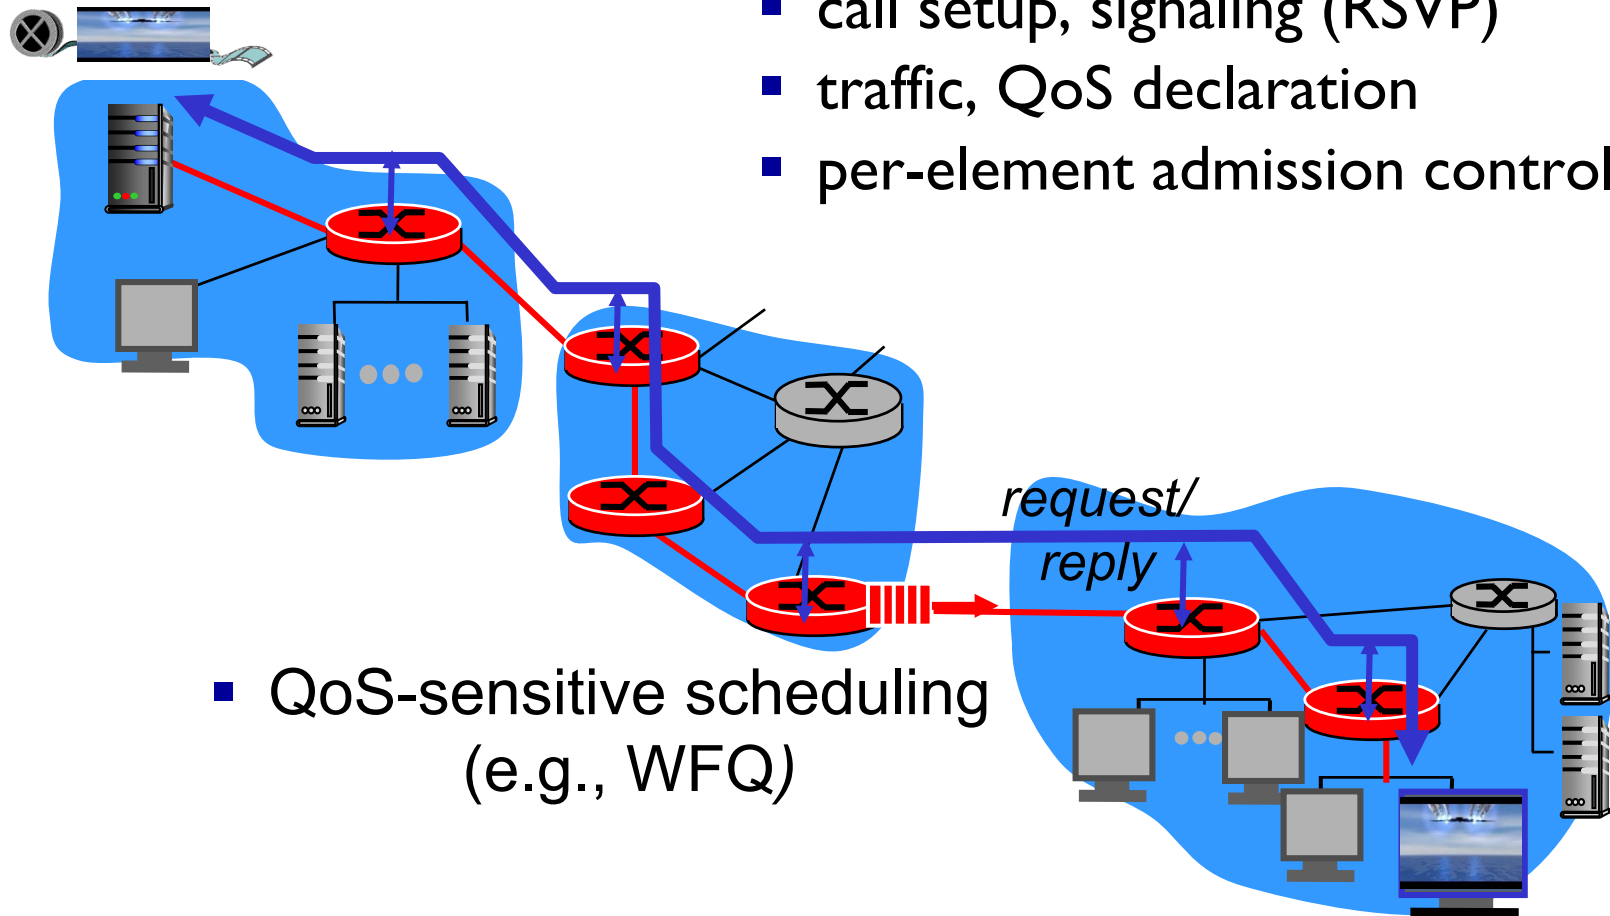 call setup, signaling (RSVP)
traffic, QoS declaration
per-element admission control
request/
reply
QoS-sensitive scheduling
(e.g., WFQ)